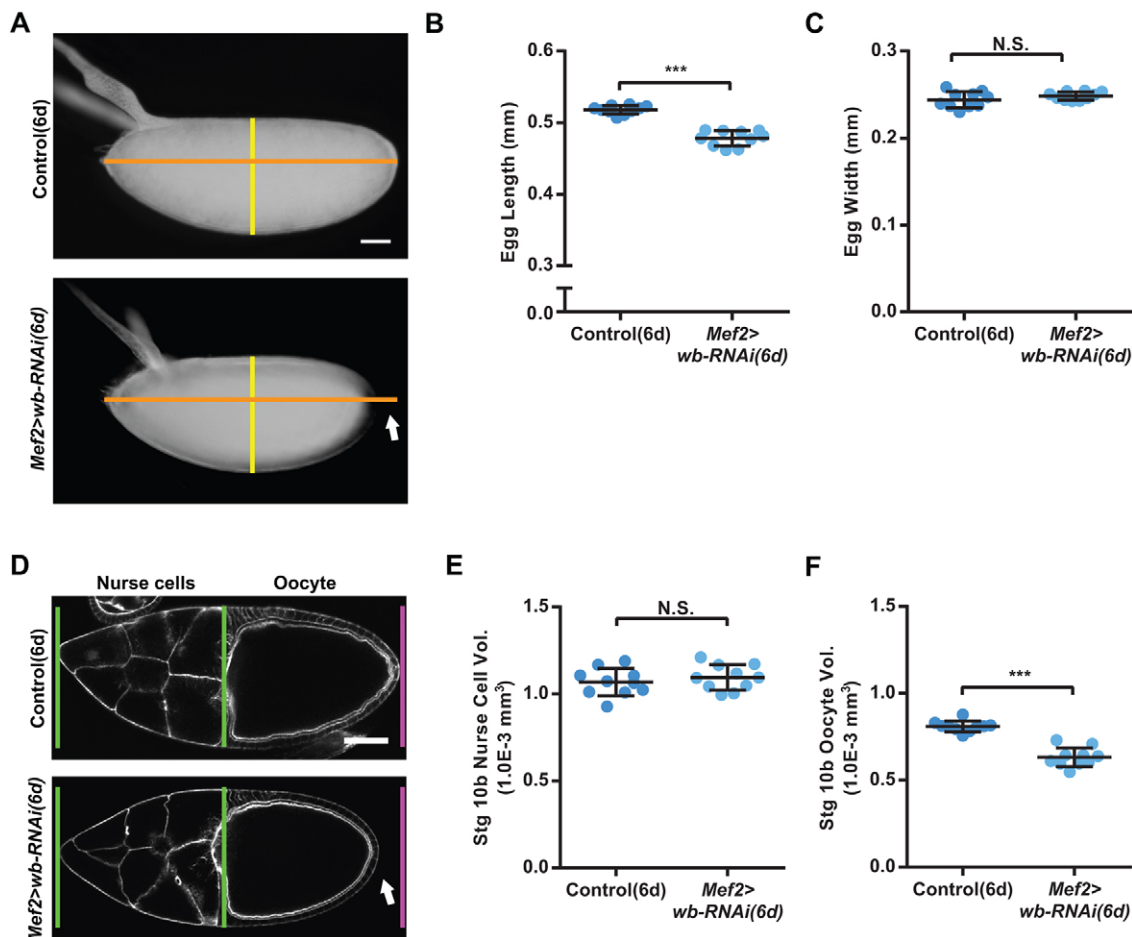 A
Control(6d)
Mef2>wb-RNAi(6d)
B
Egg Length (mm)
0.6
0.5
0.4
0.3
0.0
***
Control(6d)
Mef2>
wb-RNAi(6d)
C
Egg Width (mm)
0.3
0.2
0.1
0.0
N.S.
Control(6d)
Mef2>
wb-RNAi(6d)
D
Nurse cells
Oocyte
Control(6d)
Mef2>wb-RNAi(6d)
E
Stg 10b Nurse Cell Vol.
(1.0E-3 mm³)
1.5
1.0
0.5
0.0
N.S.
Control(6d)
Mef2>
wb-RNAi(6d)
F
Stg 10b Oocyte Vol.
(1.0E-3 mm³)
1.5
1.0
0.5
0.0
***
Control(6d)
Mef2>
wb-RNAi(6d)